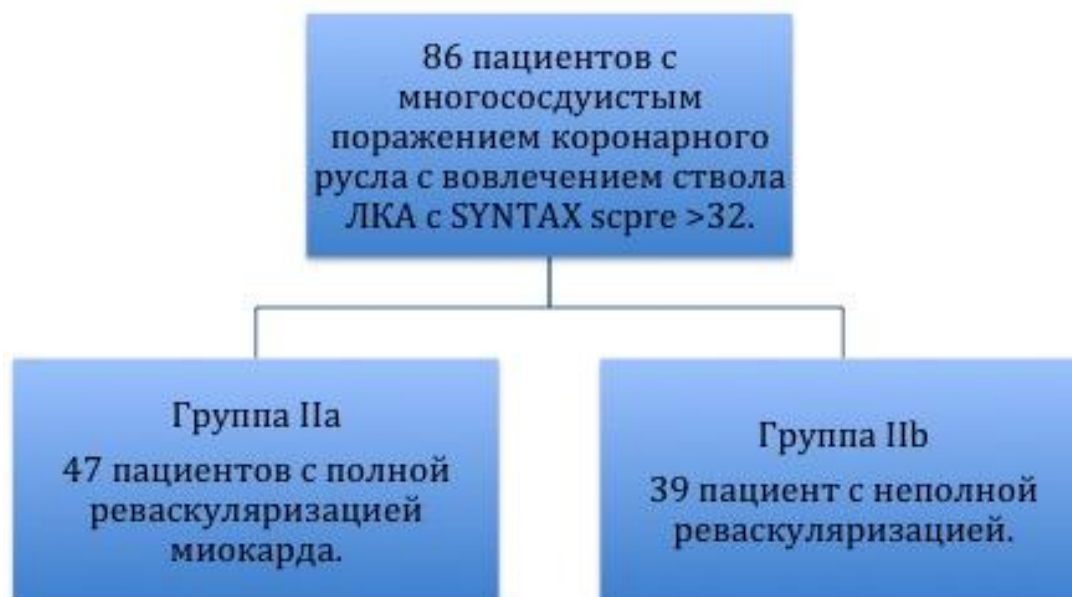 86 пациентов с
многососдуистым
поражением коронарного
русла с вовлечением ствола
ЛКА с SYNTAX scpre >32.
Группа IIa
47 пациентов с полной
реваскуляризацией
миокарда.
Группа IIb
39 пациент с неполной
реваскуляризацией.